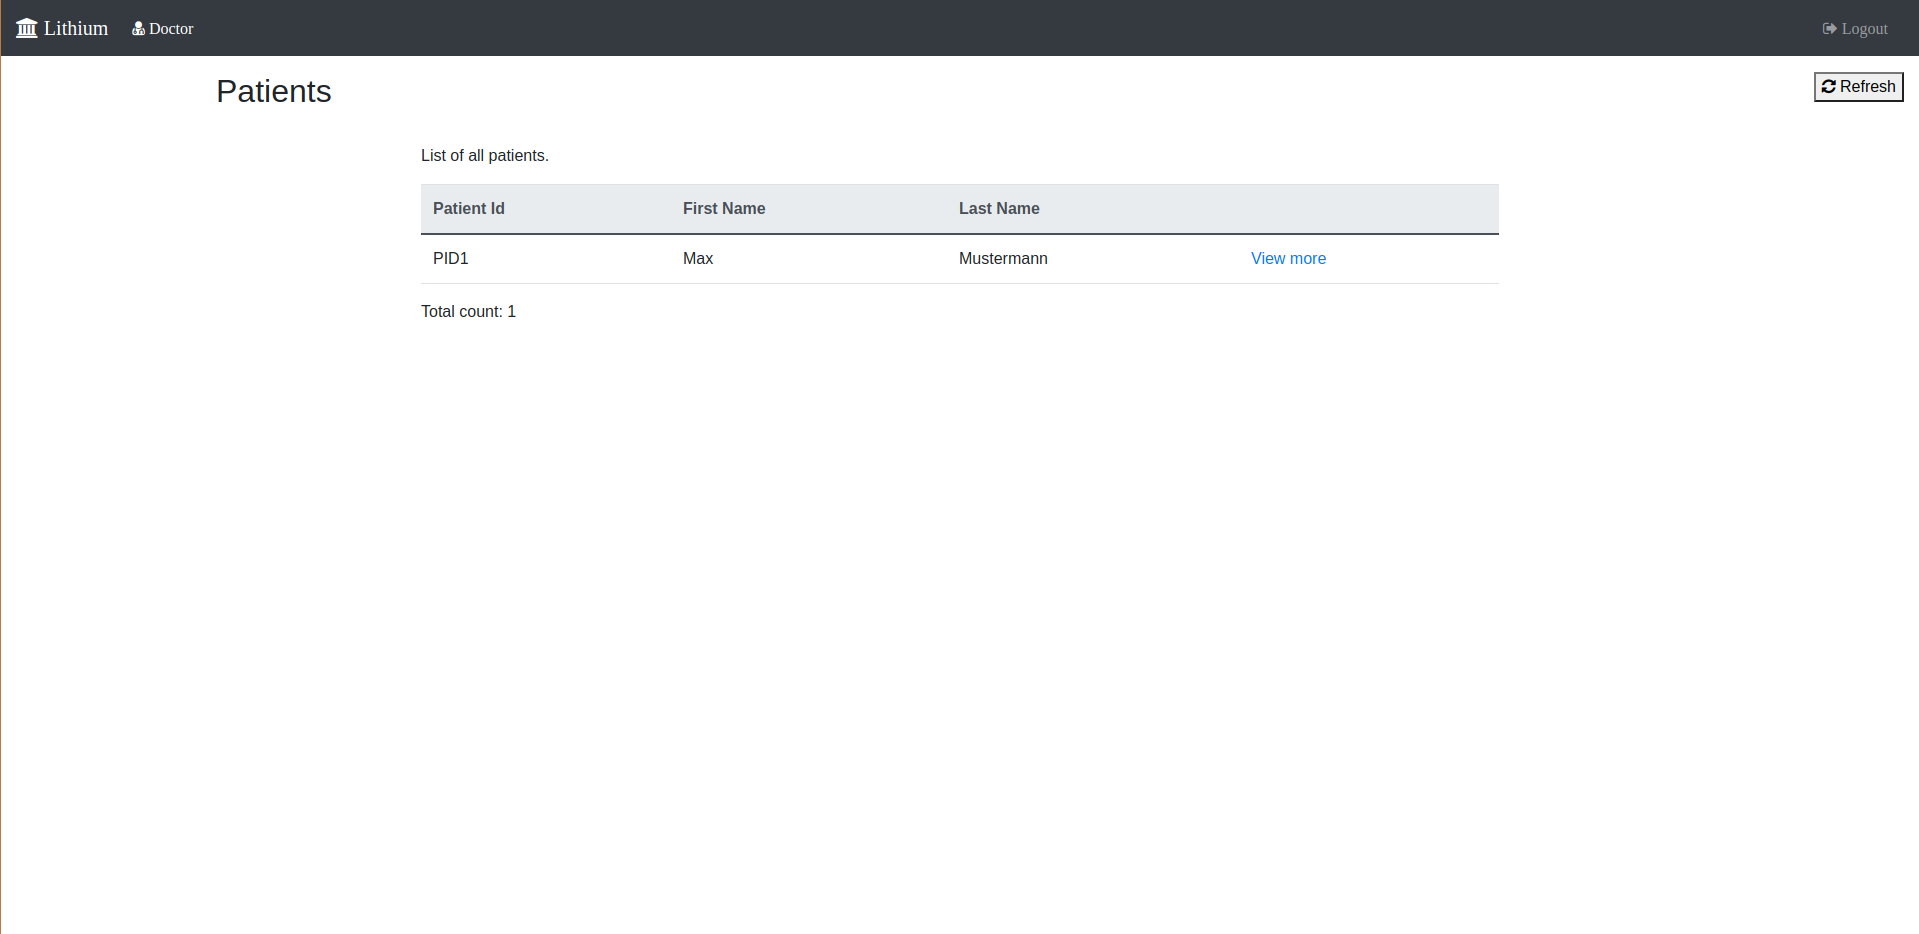 Lithium Doctor Logout
Patients
Refresh
List of all patients.
Patient Id First Name Last Name
PID1 Max Mustermann View more
Total count: 1